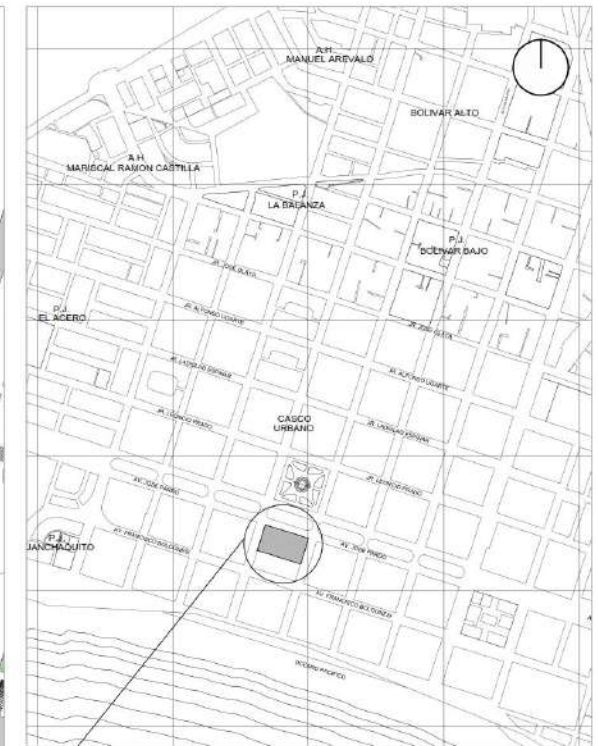 A.H.
MANUEL AREVALO
BOLIVAR ALTO
A.H.
MARISCAL RAMON CASTILLA
P.J.
LA BALANZA
P.J.
BOLIVAR BAJO
JR. JOSE OLAYA
P.J.
EL ACERO
JR. ALFONSO UGARTE
JR. JOSE OLAYA
JR. LADISLAO ESPINAR
JR. ALFONSO UGARTE
JR. LEONCIO PRADO
CASCO
URBANO
JR. LADISLAO ESPINAR
AV. JOSE PARDO
JR. LEONCIO PRADO
P.J.
JANCHAQUITO
AV. FRANCISCO BOLOGNESI
AV. JOSE PARDO
AV. FRANCISCO BOLOGNESI
OCEANO PACIFICO